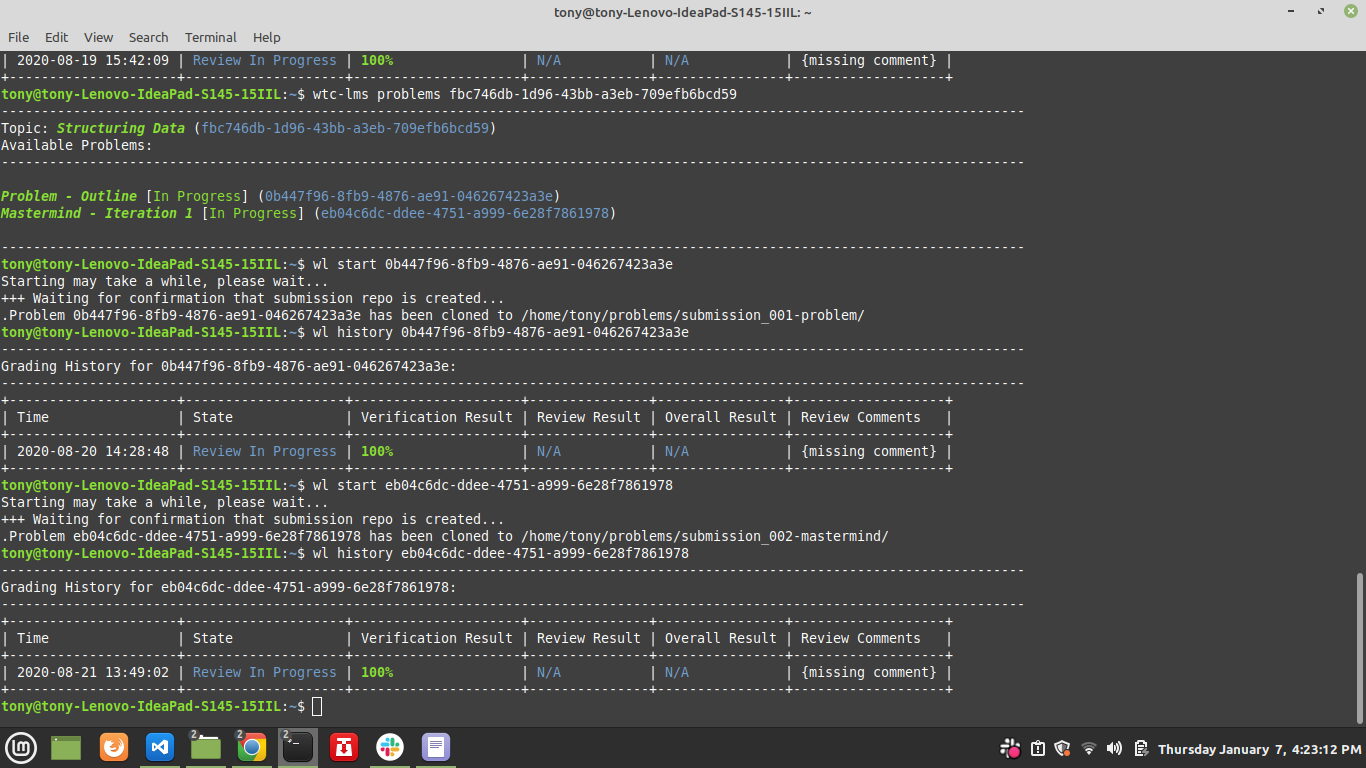 tony@tony-Lenovo-IdeaPad-S145-15IIL: ~
File Edit View Search Terminal Help
| 2020-08-19 15:42:09 | Review In Progress | 100% | N/A | N/A | {missing comment} |
+---------------------+--------------------+---------------------+---------------+----------------+-------------------+
tony@tony-Lenovo-IdeaPad-S145-15IIL:~$ wtc-lms problems fbc746db-1d96-43bb-a3eb-709efb6bcd59
--------------------------------------------------------------------------------------------------------------------------------
Topic: Structuring Data (fbc746db-1d96-43bb-a3eb-709efb6bcd59)
Available Problems:
--------------------------------------------------------------------------------------------------------------------------------
Problem - Outline [In Progress] (0b447f96-8fb9-4876-ae91-046267423a3e)
Mastermind - Iteration 1 [In Progress] (eb04c6dc-ddee-4751-a999-6e28f7861978)
--------------------------------------------------------------------------------------------------------------------------------
tony@tony-Lenovo-IdeaPad-S145-15IIL:~$ wl start 0b447f96-8fb9-4876-ae91-046267423a3e
Starting may take a while, please wait...
+++ Waiting for confirmation that submission repo is created...
.Problem 0b447f96-8fb9-4876-ae91-046267423a3e has been cloned to /home/tony/problems/submission_001-problem/
tony@tony-Lenovo-IdeaPad-S145-15IIL:~$ wl history 0b447f96-8fb9-4876-ae91-046267423a3e
--------------------------------------------------------------------------------------------------------------------------------
Grading History for 0b447f96-8fb9-4876-ae91-046267423a3e:
--------------------------------------------------------------------------------------------------------------------------------
+---------------------+--------------------+---------------------+---------------+----------------+-------------------+
| Time | State | Verification Result | Review Result | Overall Result | Review Comments |
+---------------------+--------------------+---------------------+---------------+----------------+-------------------+
| 2020-08-20 14:28:48 | Review In Progress | 100% | N/A | N/A | {missing comment} |
+---------------------+--------------------+---------------------+---------------+----------------+-------------------+
tony@tony-Lenovo-IdeaPad-S145-15IIL:~$ wl start eb04c6dc-ddee-4751-a999-6e28f7861978
Starting may take a while, please wait...
+++ Waiting for confirmation that submission repo is created...
.Problem eb04c6dc-ddee-4751-a999-6e28f7861978 has been cloned to /home/tony/problems/submission_002-mastermind/
tony@tony-Lenovo-IdeaPad-S145-15IIL:~$ wl history eb04c6dc-ddee-4751-a999-6e28f7861978
--------------------------------------------------------------------------------------------------------------------------------
Grading History for eb04c6dc-ddee-4751-a999-6e28f7861978:
--------------------------------------------------------------------------------------------------------------------------------
+---------------------+--------------------+---------------------+---------------+----------------+-------------------+
| Time | State | Verification Result | Review Result | Overall Result | Review Comments |
+---------------------+--------------------+---------------------+---------------+----------------+-------------------+
| 2020-08-21 13:49:02 | Review In Progress | 100% | N/A | N/A | {missing comment} |
+---------------------+--------------------+---------------------+---------------+----------------+-------------------+
tony@tony-Lenovo-IdeaPad-S145-15IIL:~$
2 2 2
Thursday January 7, 4:23:12 PM